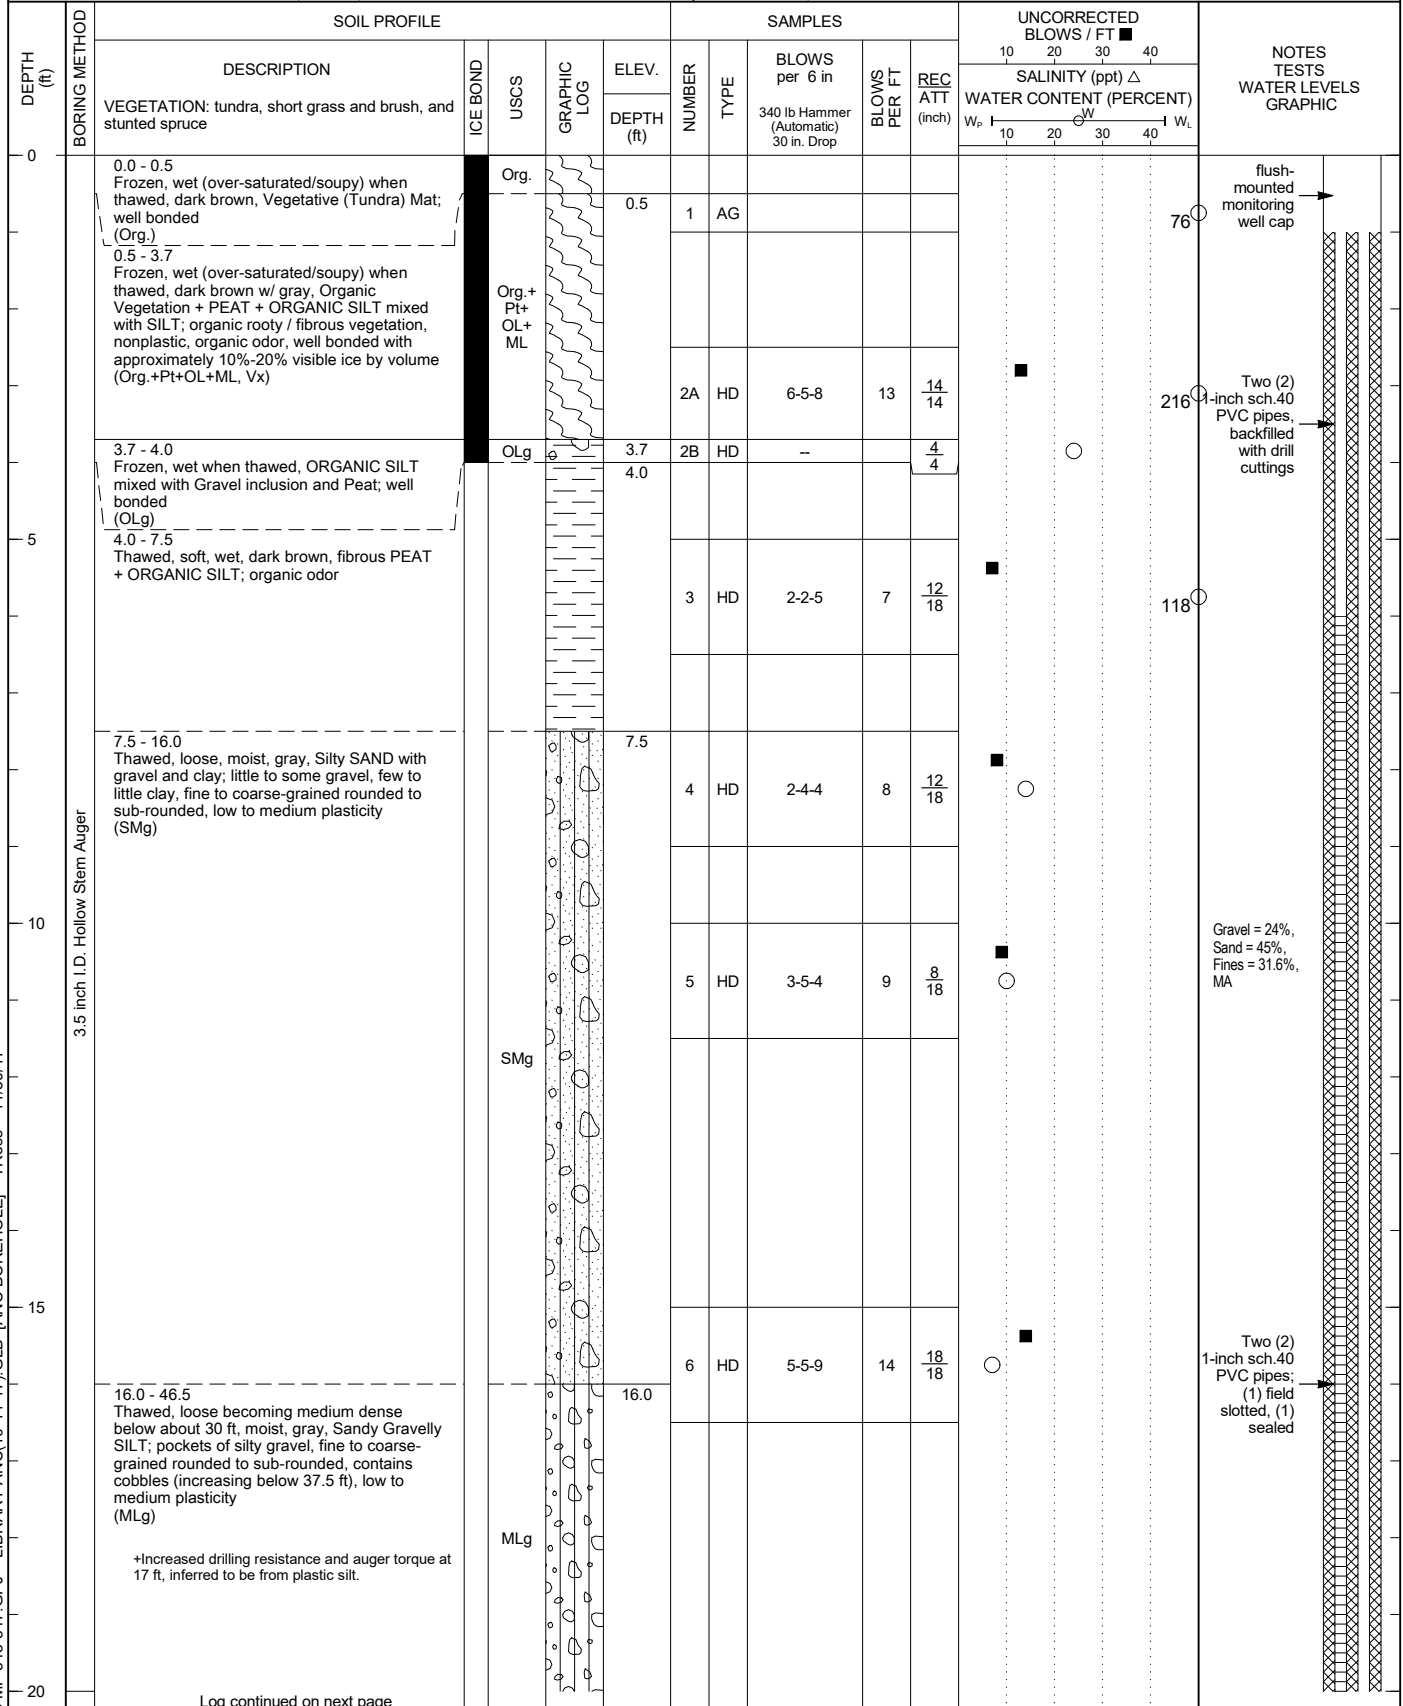 DEPTH
(ft)
BORING METHOD
SOIL PROFILE
DESCRIPTION
VEGETATION: tundra, short grass and brush, and
stunted spruce
ICE BOND
USCS
GRAPHIC
LOG
ELEV.
DEPTH
(ft)
SAMPLES
NUMBER
TYPE
BLOWS
per 6 in
340 lb Hammer
(Automatic)
30 in. Drop
BLOWS
PER FT
REC
ATT
(inch)
UNCORRECTED
BLOWS / FT ■
10 20 30 40
SALINITY (ppt) △
WATER CONTENT (PERCENT)
Wₚ W W_L
10 20 30 40
NOTES
TESTS
WATER LEVELS
GRAPHIC
0
5
10
15
20
3.5 inch I.D. Hollow Stem Auger
0.0 - 0.5
Frozen, wet (over-saturated/soupy) when
thawed, dark brown, Vegetative (Tundra) Mat;
well bonded
(Org.)
0.5 - 3.7
Frozen, wet (over-saturated/soupy) when
thawed, dark brown w/ gray, Organic
Vegetation + PEAT + ORGANIC SILT mixed
with SILT; organic rooty / fibrous vegetation,
nonplastic, organic odor, well bonded with
approximately 10%-20% visible ice by volume
(Org.+Pt+OL+ML, Vx)
3.7 - 4.0
Frozen, wet when thawed, ORGANIC SILT
mixed with Gravel inclusion and Peat; well
bonded
(OLg)
4.0 - 7.5
Thawed, soft, wet, dark brown, fibrous PEAT
+ ORGANIC SILT; organic odor
7.5 - 16.0
Thawed, loose, moist, gray, Silty SAND with
gravel and clay; little to some gravel, few to
little clay, fine to coarse-grained rounded to
sub-rounded, low to medium plasticity
(SMg)
16.0 - 46.5
Thawed, loose becoming medium dense
below about 30 ft, moist, gray, Sandy Gravelly
SILT; pockets of silty gravel, fine to coarse-
grained rounded to sub-rounded, contains
cobbles (increasing below 37.5 ft), low to
medium plasticity
(MLg)
+Increased drilling resistance and auger torque at
17 ft, inferred to be from plastic silt.
Log continued on next page
Org.
Org.+
Pt+
OL+
ML
OLg
SMg
MLg
0.5
3.7
4.0
7.5
16.0
1 AG
2A HD 6-5-8 13 14
14
2B HD -- 4
4
3 HD 2-2-5 7 12
18
4 HD 2-4-4 8 12
18
5 HD 3-5-4 9 8
18
6 HD 5-5-9 14 18
18
76
216
118
flush-
mounted
monitoring
well cap
Two (2)
1-inch sch.40
PVC pipes,
backfilled
with drill
cuttings
Gravel = 24%,
Sand = 45%,
Fines = 31.6%,
MA
Two (2)
1-inch sch.40
PVC pipes;
(1) field
slotted, (1)
sealed